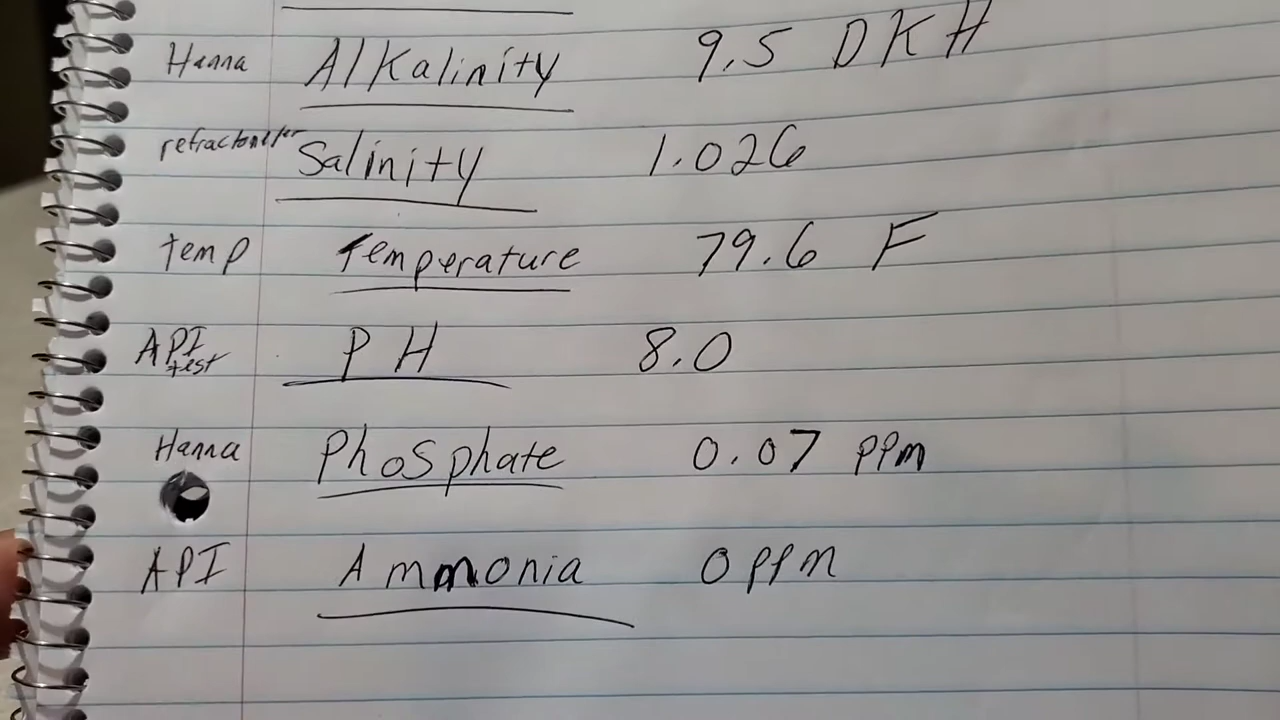 Hanna Alkalinity 9.5 DKH
refractometer Salinity 1.026
temp Temperature 79.6 F
API test PH 8.0
Hanna Phosphate 0.07 ppm
API Ammonia 0 ppm